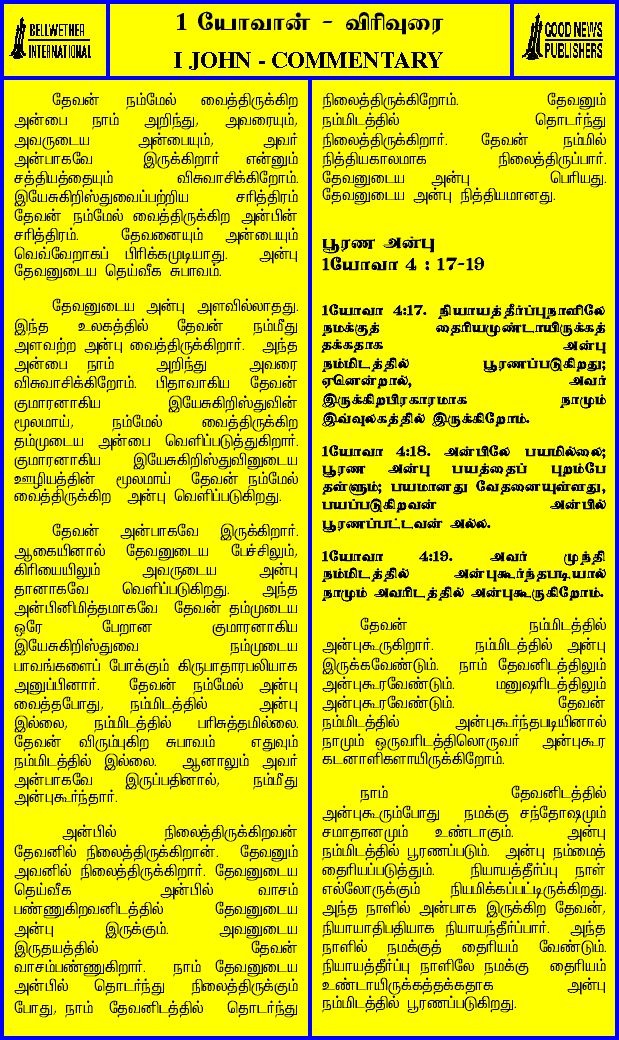 BELLWETHER
INTERNATIONAL
1 யோவான் - விரிவுரை
I JOHN - COMMENTARY
GOOD NEWS
PUBLISHERS
தேவன் நம்மேல் வைத்திருக்கிற
அன்பை நாம் அறிந்து, அவரையும்,
அவருடைய அன்பையும், அவர்
அன்பாகவே இருக்கிறார் என்னும்
சத்தியத்தையும் விசுவாசிக்கிறோம்.
இயேசுகிறிஸ்துவைப்பற்றிய சரித்திரம்
தேவன் நம்மேல் வைத்திருக்கிற அன்பின்
சரித்திரம். தேவனையும் அன்பையும்
வெவ்வேறாகப் பிரிக்கமுடியாது. அன்பு
தேவனுடைய தெய்வீக சுபாவம்.
தேவனுடைய அன்பு அளவில்லாதது.
இந்த உலகத்தில் தேவன் நம்மீது
அளவற்ற அன்பு வைத்திருக்கிறார். அந்த
அன்பை நாம் அறிந்து அவரை
விசுவாசிக்கிறோம். பிதாவாகிய தேவன்
குமாரனாகிய இயேசுகிறிஸ்துவின்
மூலமாய், நம்மேல் வைத்திருக்கிற
தம்முடைய அன்பை வெளிப்படுத்துகிறார்.
குமாரனாகிய இயேசுகிறிஸ்துவினுடைய
ஊழியத்தின் மூலமாய் தேவன் நம்மேல்
வைத்திருக்கிற அன்பு வெளிப்படுகிறது.
தேவன் அன்பாகவே இருக்கிறார்.
ஆகையினால் தேவனுடைய பேச்சிலும்,
கிரியையிலும் அவருடைய அன்பு
தானாகவே வெளிப்படுகிறது. அந்த
அன்பினிமித்தமாகவே தேவன் தம்முடைய
ஒரே பேறான குமாரனாகிய
இயேசுகிறிஸ்துவை நம்முடைய
பாவங்களைப் போக்கும் கிருபாதாரபலியாக
அனுப்பினார். தேவன் நம்மேல் அன்பு
வைத்தபோது, நம்மிடத்தில் அன்பு
இல்லை, நம்மிடத்தில் பரிசுத்தமில்லை.
தேவன் விரும்புகிற சுபாவம் எதுவும்
நம்மிடத்தில் இல்லை. ஆனாலும் அவர்
அன்பாகவே இருப்பதினால், நம்மீது
அன்புகூர்ந்தார்.
அன்பில் நிலைத்திருக்கிறவன்
தேவனில் நிலைத்திருக்கிறான். தேவனும்
அவனில் நிலைத்திருக்கிறார். தேவனுடைய
தெய்வீக அன்பில் வாசம்
பண்ணுகிறவனிடத்தில் தேவனுடைய
அன்பு இருக்கும். அவனுடைய
இருதயத்தில் தேவன்
வாசம்பண்ணுகிறார். நாம் தேவனுடைய
அன்பில் தொடர்ந்து நிலைத்திருக்கும்
போது, நாம் தேவனிடத்தில் தொடர்ந்து
நிலைத்திருக்கிறோம். தேவனும்
நம்மிடத்தில் தொடர்ந்து
நிலைத்திருக்கிறார். தேவன் நம்மில்
நித்தியகாலமாக நிலைத்திருப்பார்.
தேவனுடைய அன்பு பெரியது.
தேவனுடைய அன்பு நித்தியமானது.
பூரண அன்பு
1யோவா 4 : 17-19
1யோவா 4:17. நியாயத்தீர்ப்புநாளிலே
நமக்குத் தைரியமுண்டாயிருக்கத்
தக்கதாக அன்பு
நம்மிடத்தில் பூரணப்படுகிறது;
ஏனென்றால், அவர்
இருக்கிறபிரகாரமாக நாமும்
இவ்வுலகத்தில் இருக்கிறோம்.
1யோவா 4:18. அன்பிலே பயமில்லை;
பூரண அன்பு பயத்தைப் புறம்பே
தள்ளும்; பயமானது வேதனையுள்ளது,
பயப்படுகிறவன் அன்பில்
பூரணப்பட்டவன் அல்ல.
1யோவா 4:19. அவர் முந்தி
நம்மிடத்தில் அன்புகூர்ந்தபடியால்
நாமும் அவரிடத்தில் அன்புகூருகிறோம்.
தேவன் நம்மிடத்தில்
அன்புகூருகிறார். நம்மிடத்தில் அன்பு
இருக்கவேண்டும். நாம் தேவனிடத்திலும்
அன்புகூரவேண்டும். மனுஷரிடத்திலும்
அன்புகூரவேண்டும். தேவன்
நம்மிடத்தில் அன்புகூர்ந்தபடியினால்
நாமும் ஒருவரிடத்திலொருவர் அன்புகூர
கடனாளிகளாயிருக்கிறோம்.
நாம் தேவனிடத்தில்
அன்புகூரும்போது நமக்கு சந்தோஷமும்
சமாதானமும் உண்டாகும். அன்பு
நம்மிடத்தில் பூரணப்படும். அன்பு நம்மைத்
தைரியப்படுத்தும். நியாயத்தீர்ப்பு நாள்
எல்லோருக்கும் நியமிக்கப்பட்டிருக்கிறது.
அந்த நாளில் அன்பாக இருக்கிற தேவன்,
நியாயாதிபதியாக நியாயந்தீர்ப்பார். அந்த
நாளில் நமக்குத் தைரியம் வேண்டும்.
நியாயத்தீர்ப்பு நாளிலே நமக்கு தைரியம்
உண்டாயிருக்கத்தக்கதாக அன்பு
நம்மிடத்தில் பூரணப்படுகிறது.